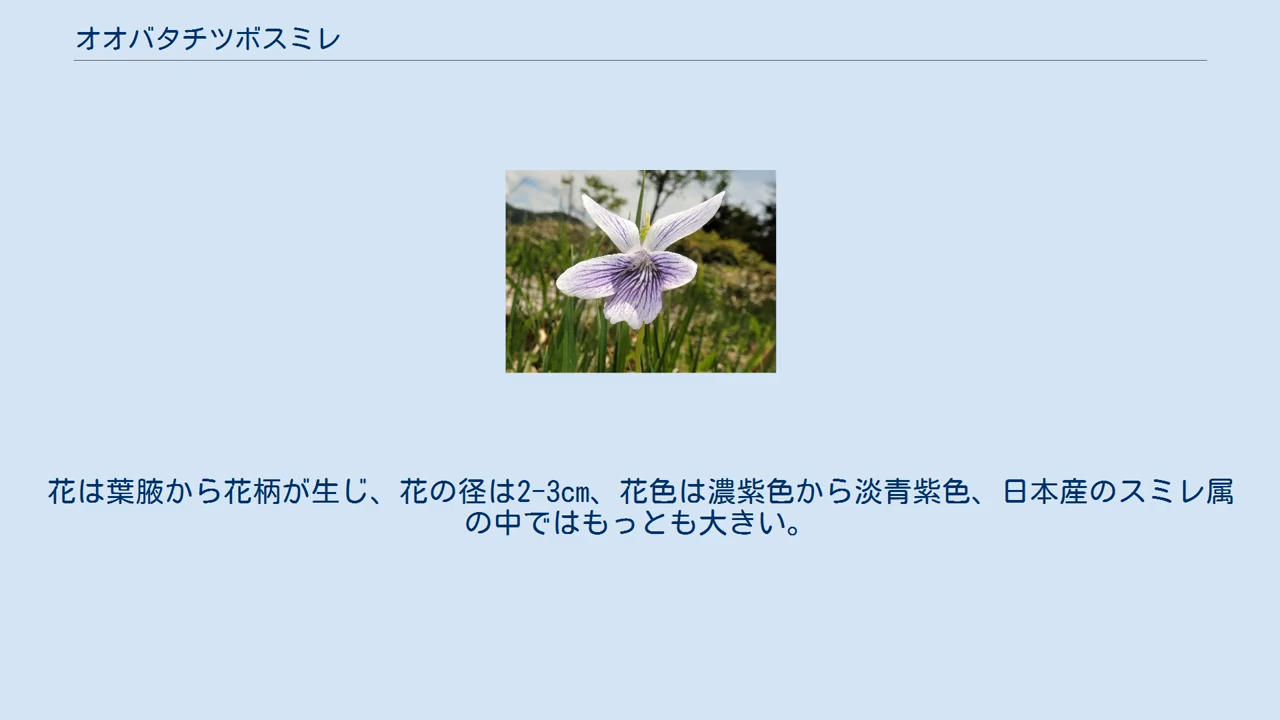 オオバタチツボスミレ
花は葉腋から花柄が生じ、花の径は2-3cm、花色は濃紫色から淡青紫色、日本産のスミレ属
の中ではもっとも大きい。